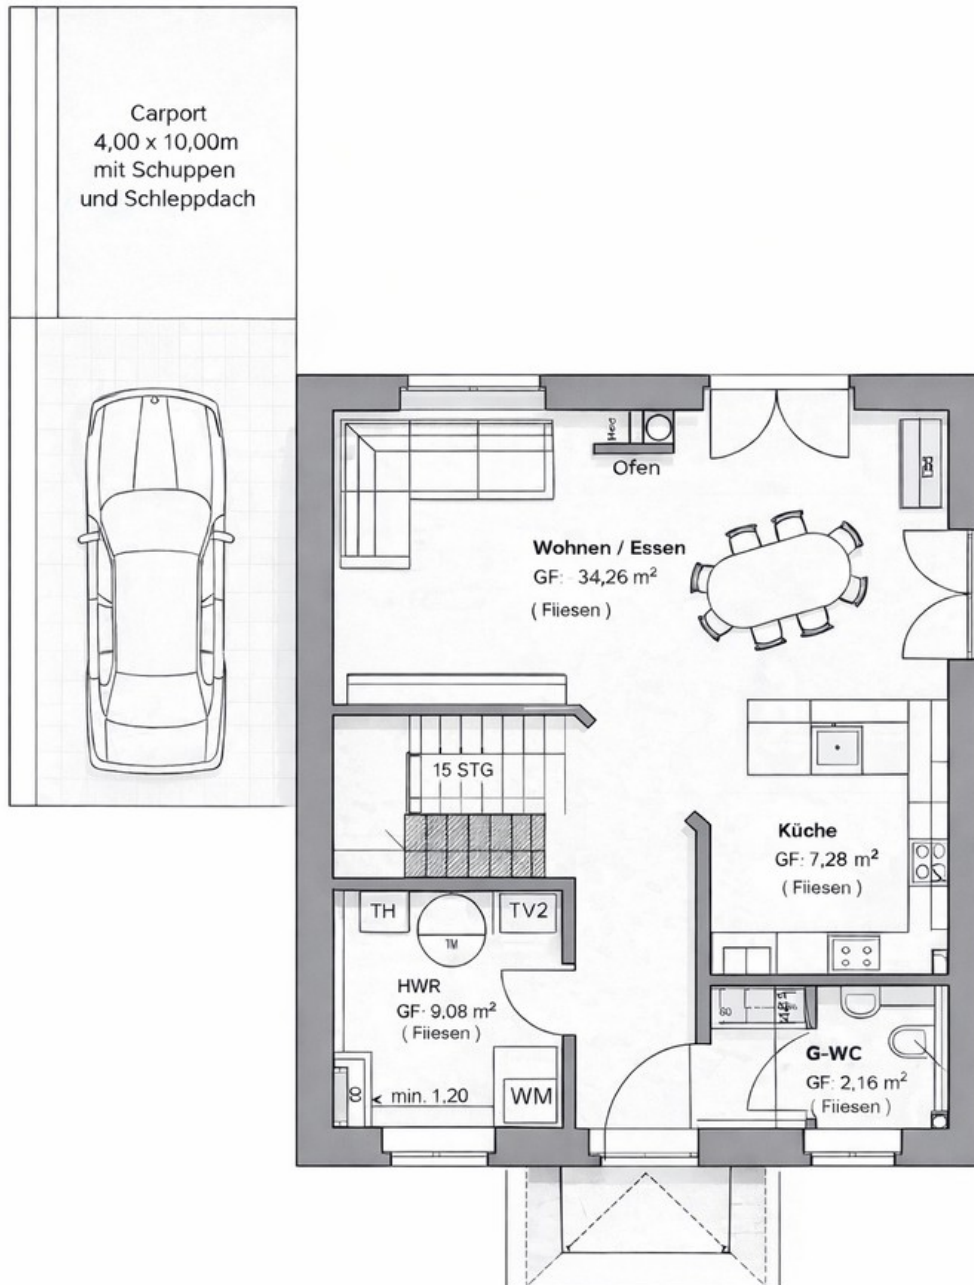 Carport
4,00 x 10,00m
mit Schuppen
und Schleppdach
Ofen
Wohnen / Essen
GF: 34,26 m²
( Fiiesen )
15 STG
Küche
GF: 7,28 m²
( Fiiesen )
TH
TV2
TM
HWR
GF: 9,08 m²
( Fiiesen )
min. 1,20
WM
G-WC
GF: 2,16 m²
( Fiiesen )